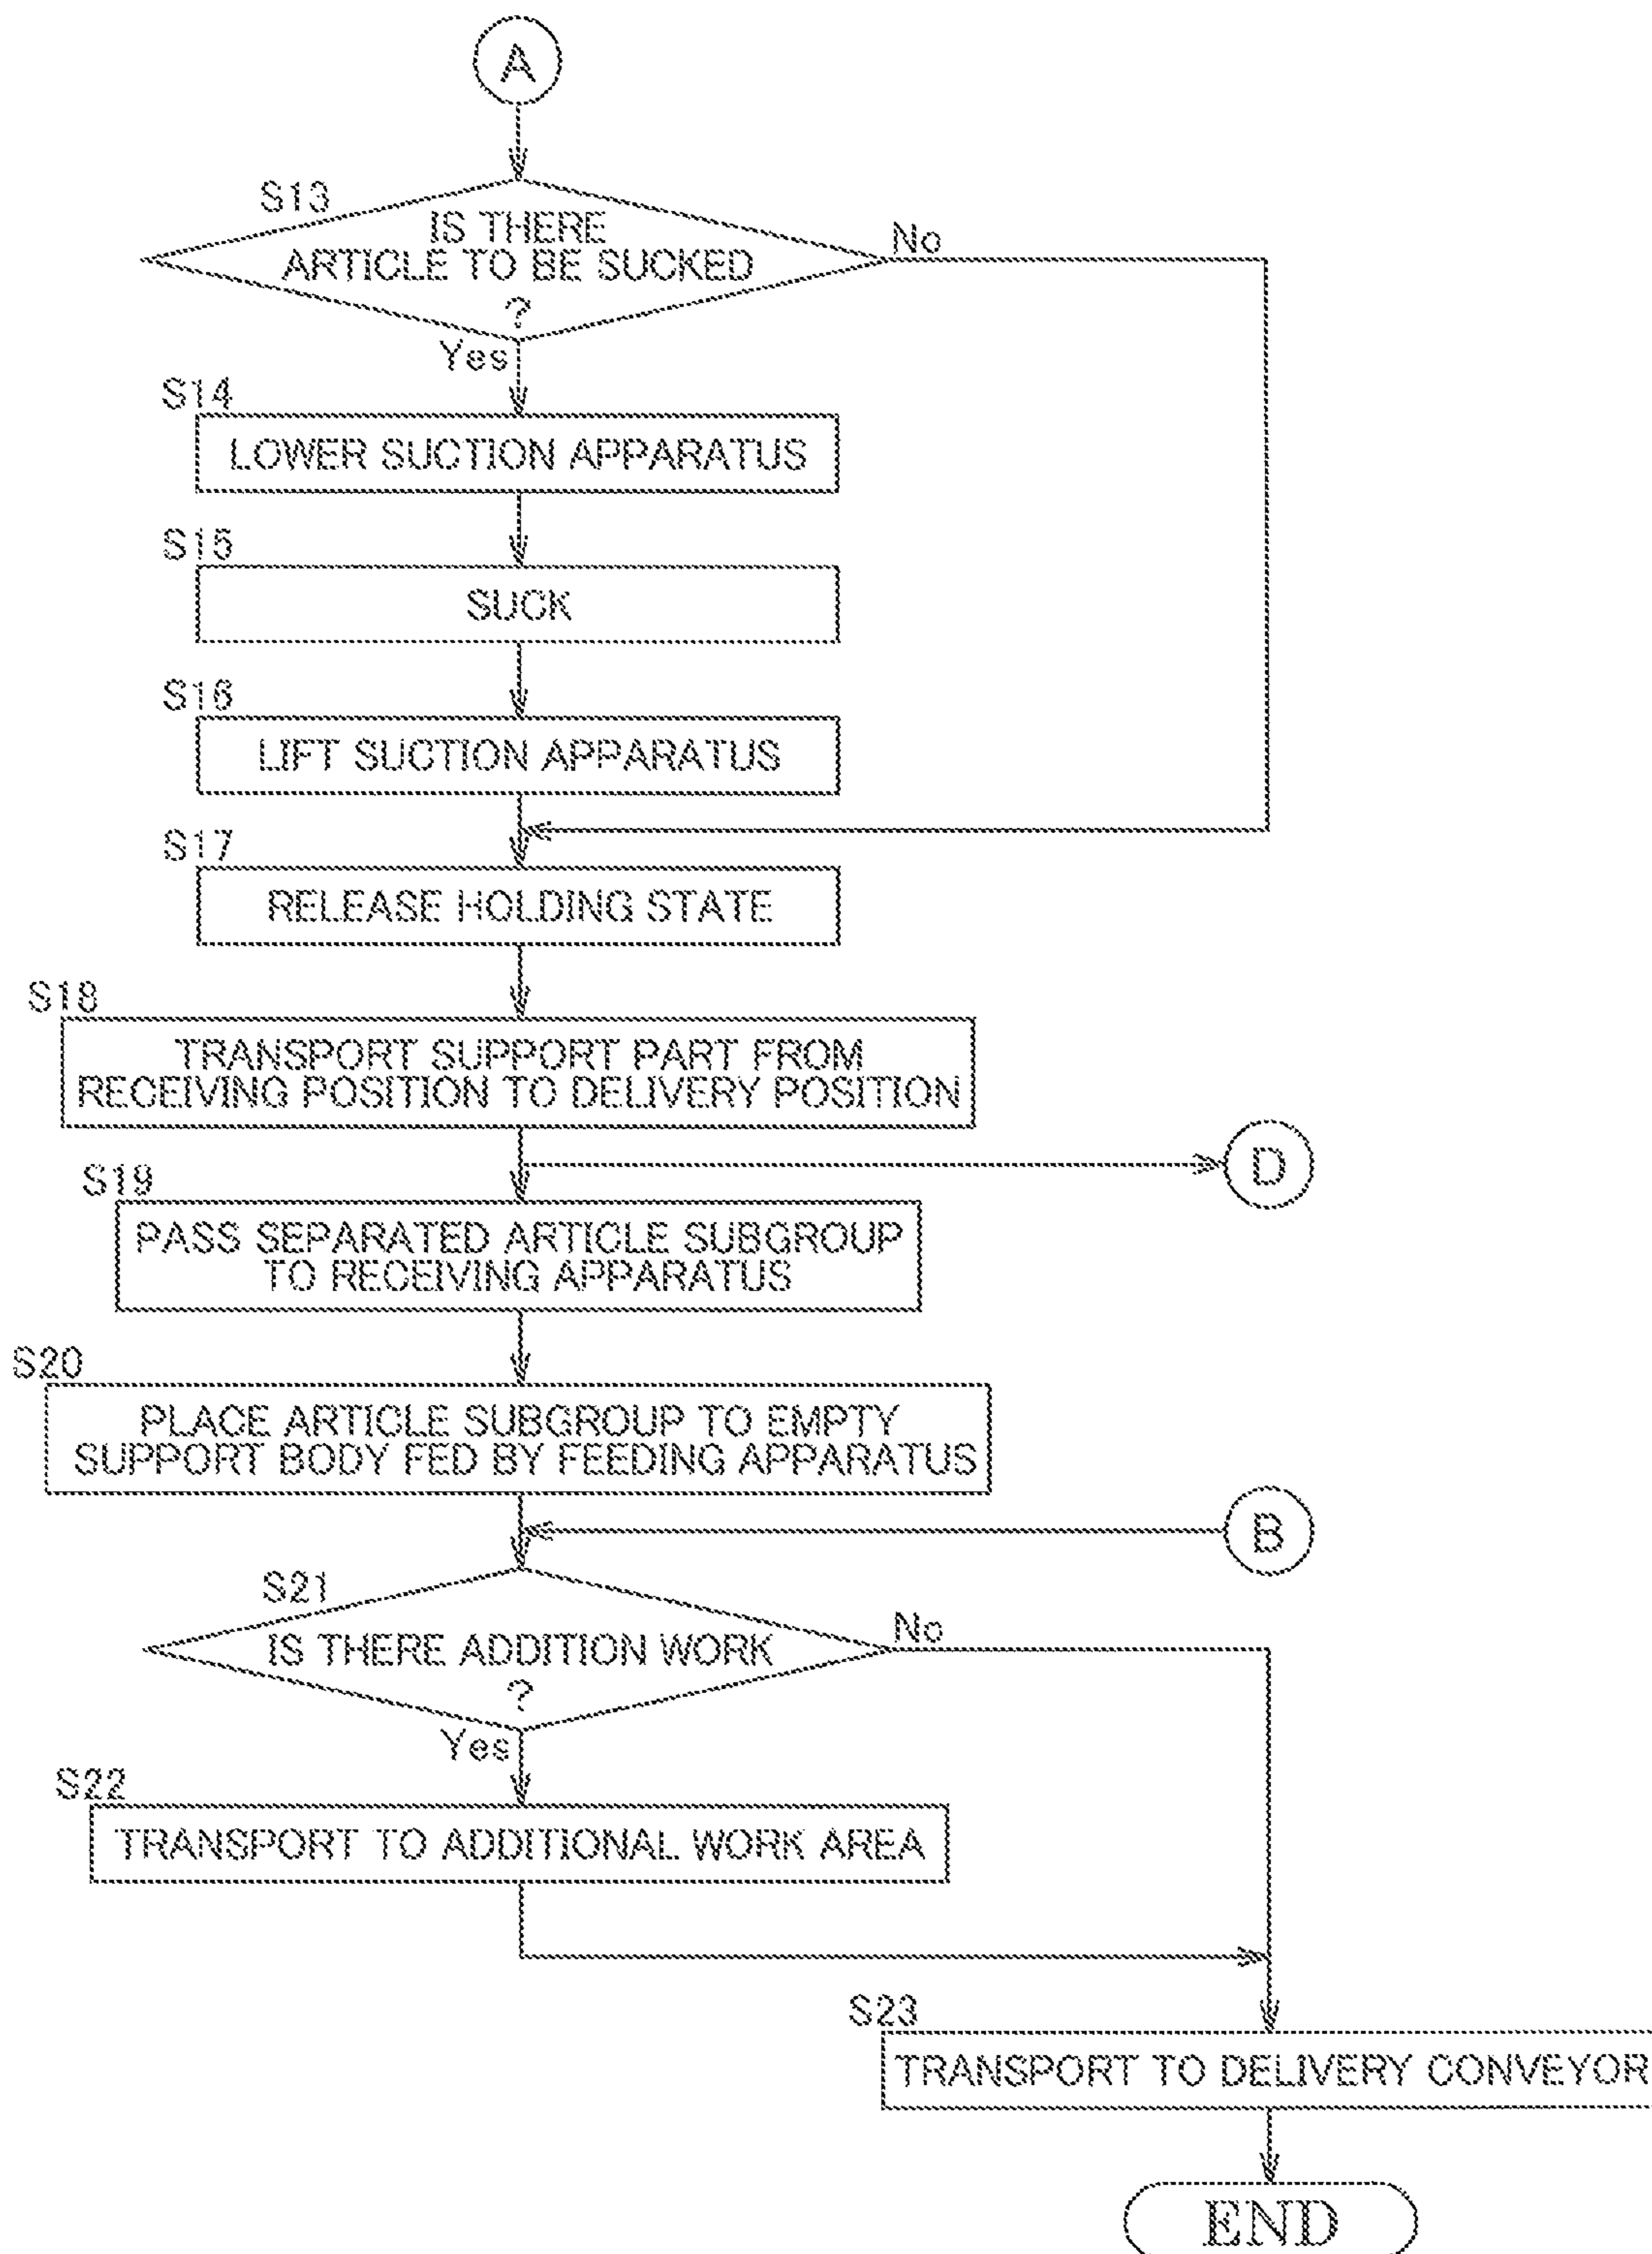 A
S13
IS THERE
ARTICLE TO BE SUCKED
?
No
Yes
S14
LOWER SUCTION APPARATUS
S15
SUCK
S16
LIFT SUCTION APPARATUS
S17
RELEASE HOLDING STATE
S18
TRANSPORT SUPPORT PART FROM
RECEIVING POSITION TO DELIVERY POSITION
D
S19
PASS SEPARATED ARTICLE SUBGROUP
TO RECEIVING APPARATUS
S20
PLACE ARTICLE SUBGROUP TO EMPTY
SUPPORT BODY FED BY FEEDING APPARATUS
B
S21
IS THERE ADDITION WORK
?
No
Yes
S22
TRANSPORT TO ADDITIONAL WORK AREA
S23
TRANSPORT TO DELIVERY CONVEYOR
END